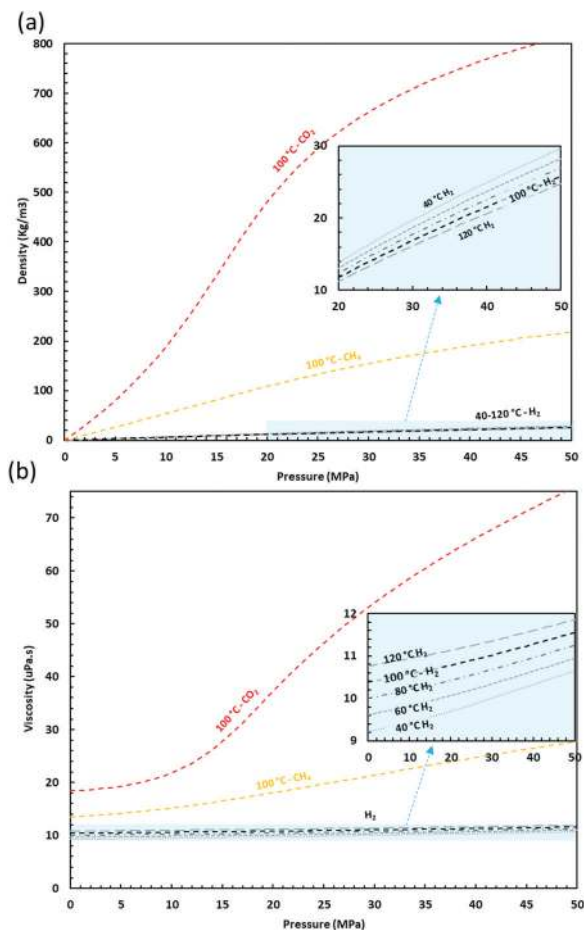 (a)
800
700
600
500
400
300
200
100
0
Density (Kg/m3)
100 °C - CO2
30
20
10
40 °C H2
100 °C - H2
120 °C H2
20 30 40 50
100 °C - CH4
40-120 °C - H2
0 5 10 15 20 25 30 35 40 45 50
Pressure (MPa)
(b)
70
60
50
40
30
20
10
0
Viscosity (uPa.s)
100 °C - CO2
12
11
10
9
120 °C H2
100 °C - H2
80 °C H2
60 °C H2
40 °C H2
0 10 20 30 40 50
100 °C - CH4
H2
0 5 10 15 20 25 30 35 40 45 50
Pressure (MPa)